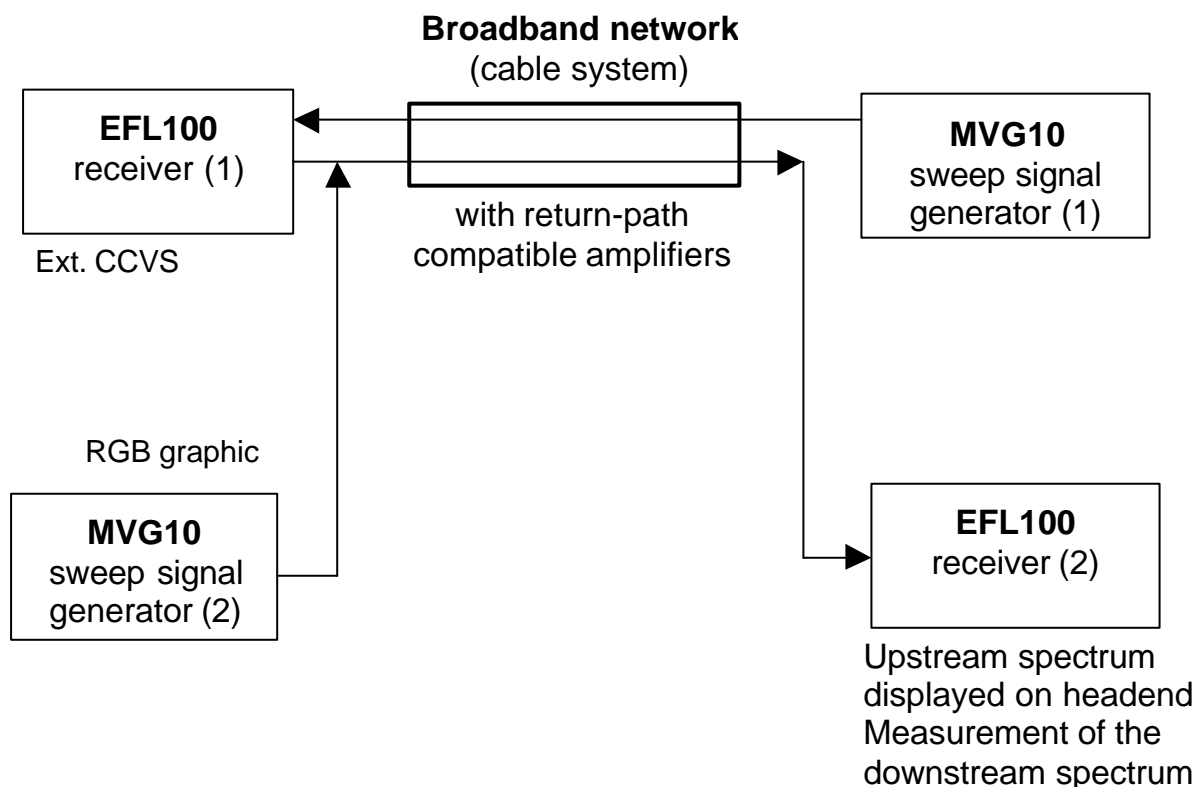 Broadband network
(cable system)
EFL100
receiver (1)
MVG10
sweep signal
generator (1)
with return-path
compatible amplifiers
Ext. CCVS
RGB graphic
MVG10
sweep signal
generator (2)
EFL100
receiver (2)
Upstream spectrum
displayed on headend
Measurement of the
downstream spectrum